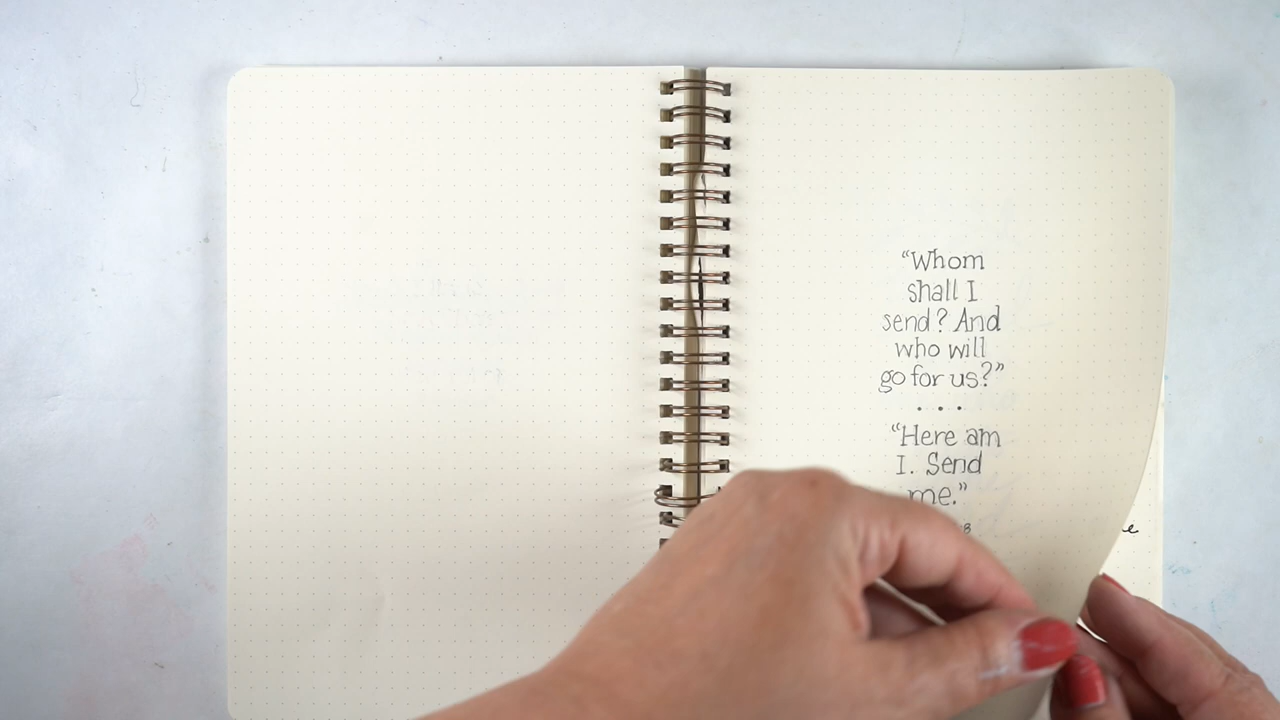 “Whom
shall I
send? And
who will
go for us?”
• • •
“Here am
I. Send
me.”